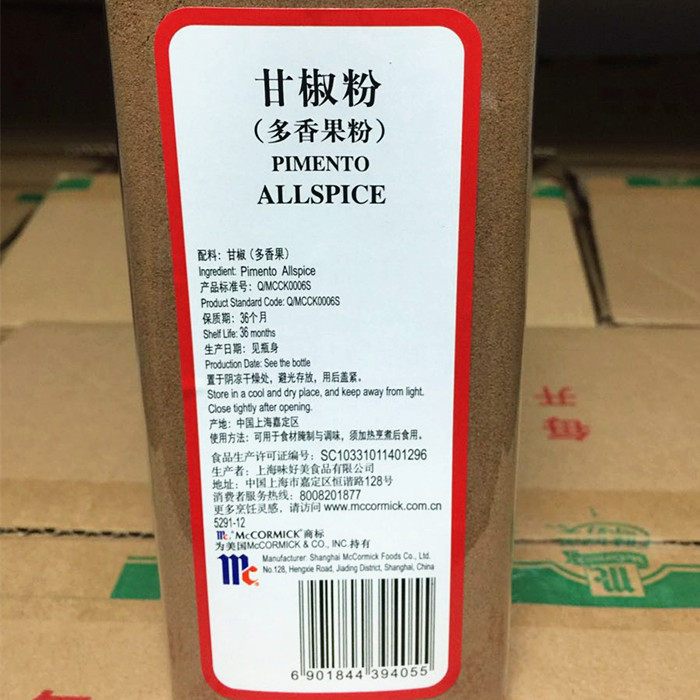 甘椒粉
（多香果粉）
PIMENTO
ALLSPICE
配料: 甘椒 (多香果)
Ingredient: Pimento Allspice
产品标准号: Q/MCCK0006S
Product Standard Code: Q/MCCK0006S
保质期: 36个月
Shelf Life: 36 months
生产日期: 见瓶身
Production Date: See the bottle
置于阴凉干燥处, 避光存放, 用后盖紧.
Store in a cool and dry place, and keep away from light.
Close tightly after opening.
产地: 中国上海嘉定区
使用方法: 可用于食材腌制与调味, 须加热烹煮后食用.
食品生产许可证编号: SC10331011401296
生产者: 上海味好美食品有限公司
地址: 中国上海市嘉定区恒谐路128号
消费者服务热线: 8008201877
更多烹饪灵感, 请访问 www.mccormick.com.cn
5291-12
Mc, "McCORMICK" 商标
为美国McCORMICK & CO., INC.持有
Mc
Manufacturer: Shanghai McCormick Foods Co., Ltd.
No.128, Hengxie Road, Jiading District, Shanghai, China
6 901844 394055